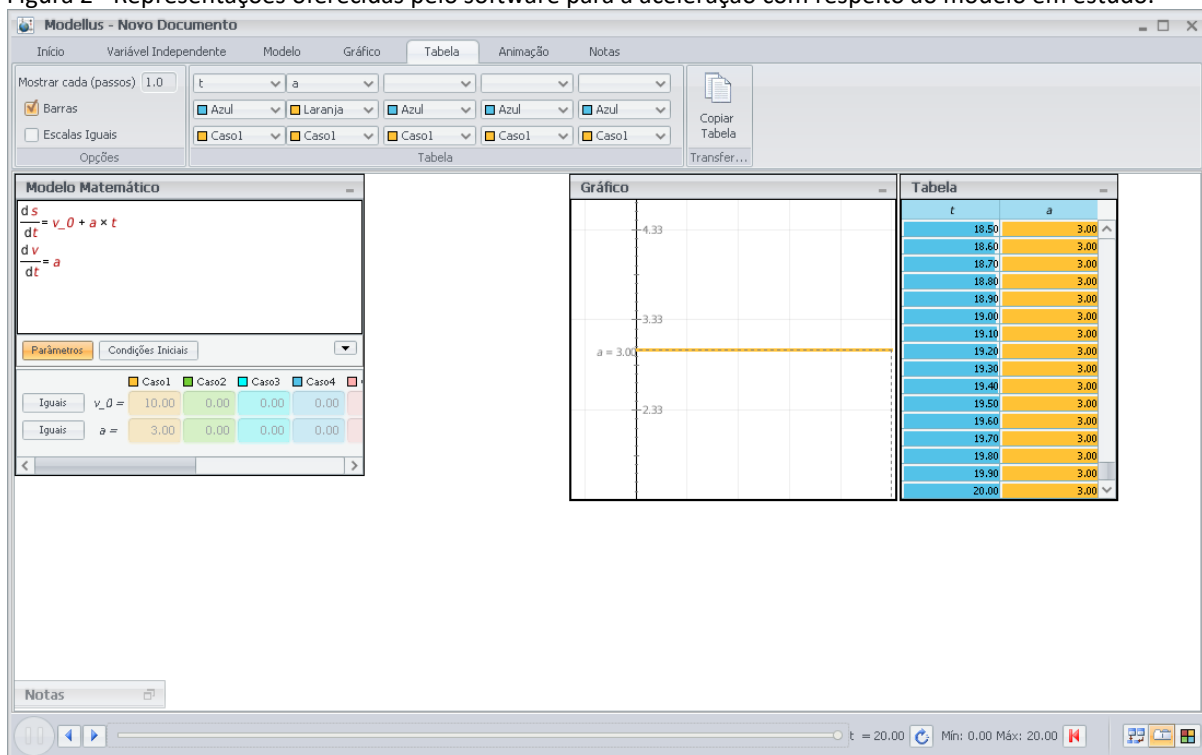 Figura 2 - Representações oferecidas pelo software para a aceleração com respeito ao modelo em estudo.
Modellus - Novo Documento
Início Variável Independente Modelo Gráfico Tabela Animação Notas
Mostrar cada (passos) 1.0 t a
Barras Azul Laranja Azul Azul Azul
Escalas Iguais Caso1 Caso1 Caso1 Caso1 Caso1
Copiar
Tabela
Opções Tabela Transfer...
Modelo Matemático
d s
dt = v_0 + a × t
d v
dt = a
Parâmetros Condições Iniciais
Caso1 Caso2 Caso3 Caso4
Iguais v_0 = 10.00 0.00 0.00 0.00
Iguais a = 3.00 0.00 0.00 0.00
Gráfico
4.33
3.33
a = 3.00
2.33
Tabela
t a
18.50 3.00
18.60 3.00
18.70 3.00
18.80 3.00
18.90 3.00
19.00 3.00
19.10 3.00
19.20 3.00
19.30 3.00
19.40 3.00
19.50 3.00
19.60 3.00
19.70 3.00
19.80 3.00
19.90 3.00
20.00 3.00
Notas
t = 20.00 Mín: 0.00 Máx: 20.00